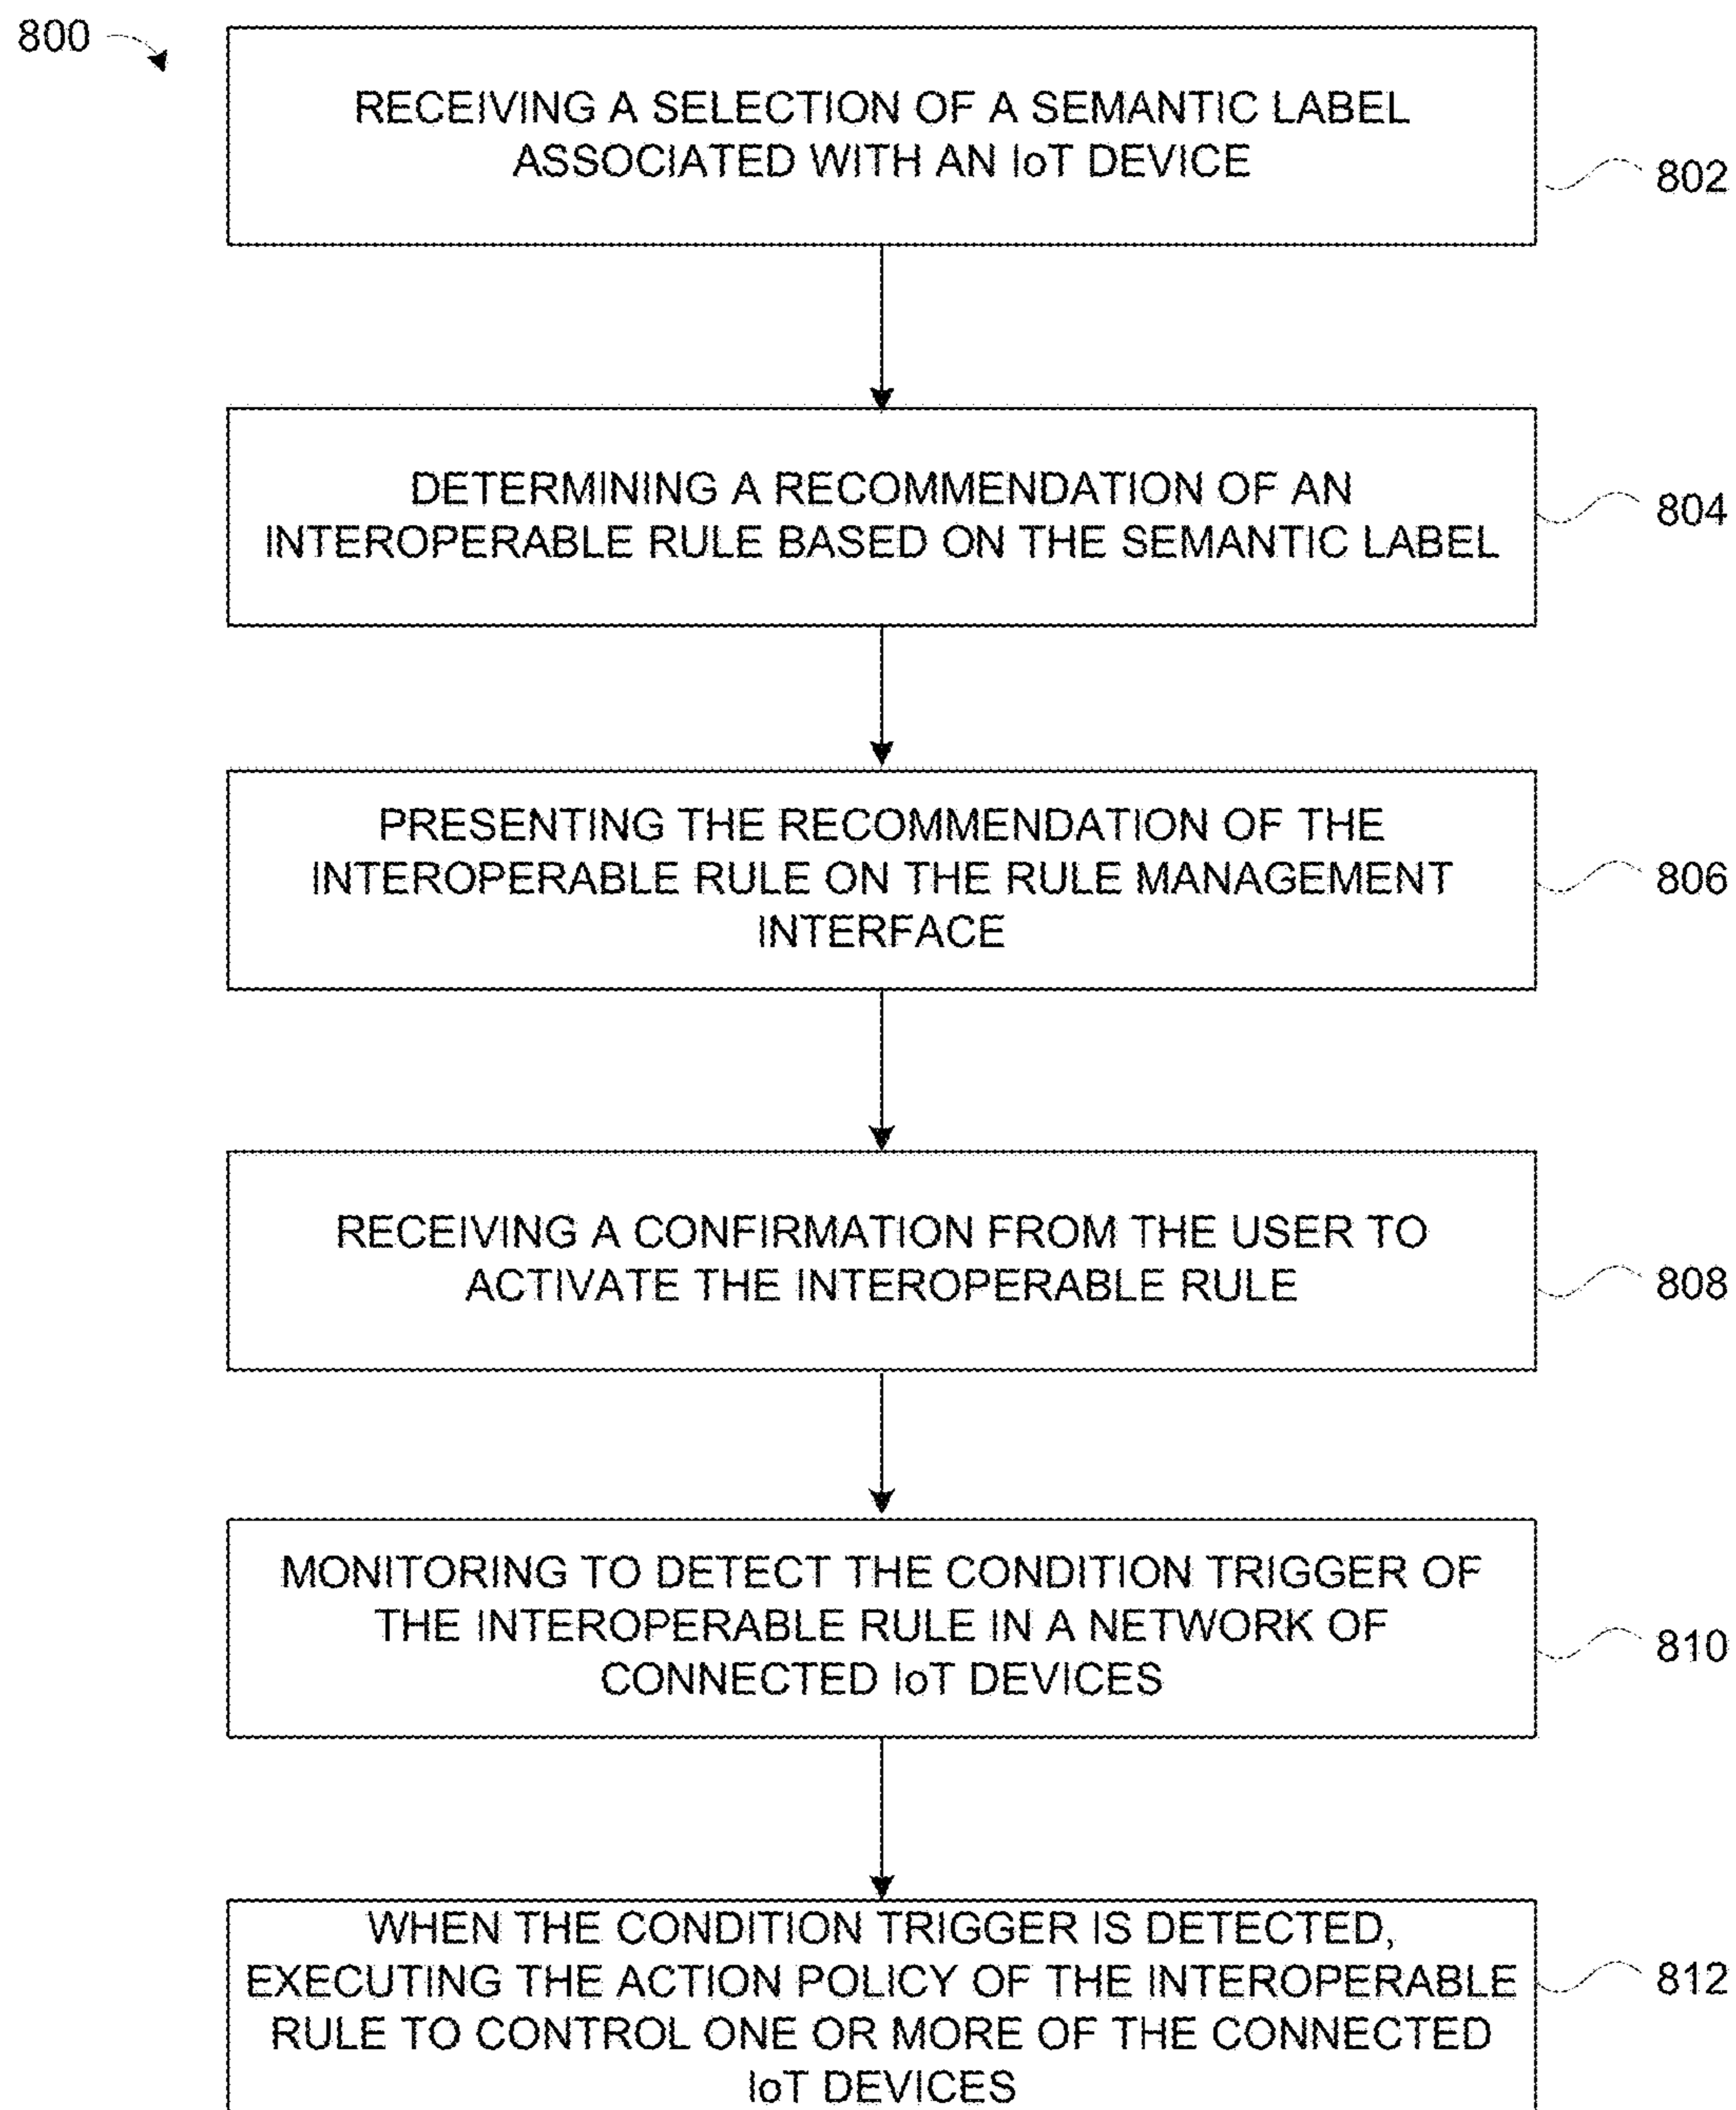 800
RECEIVING A SELECTION OF A SEMANTIC LABEL
ASSOCIATED WITH AN IoT DEVICE
802
DETERMINING A RECOMMENDATION OF AN
INTEROPERABLE RULE BASED ON THE SEMANTIC LABEL
804
PRESENTING THE RECOMMENDATION OF THE
INTEROPERABLE RULE ON THE RULE MANAGEMENT
INTERFACE
806
RECEIVING A CONFIRMATION FROM THE USER TO
ACTIVATE THE INTEROPERABLE RULE
808
MONITORING TO DETECT THE CONDITION TRIGGER OF
THE INTEROPERABLE RULE IN A NETWORK OF
CONNECTED IoT DEVICES
810
WHEN THE CONDITION TRIGGER IS DETECTED,
EXECUTING THE ACTION POLICY OF THE INTEROPERABLE
RULE TO CONTROL ONE OR MORE OF THE CONNECTED
IoT DEVICES
812